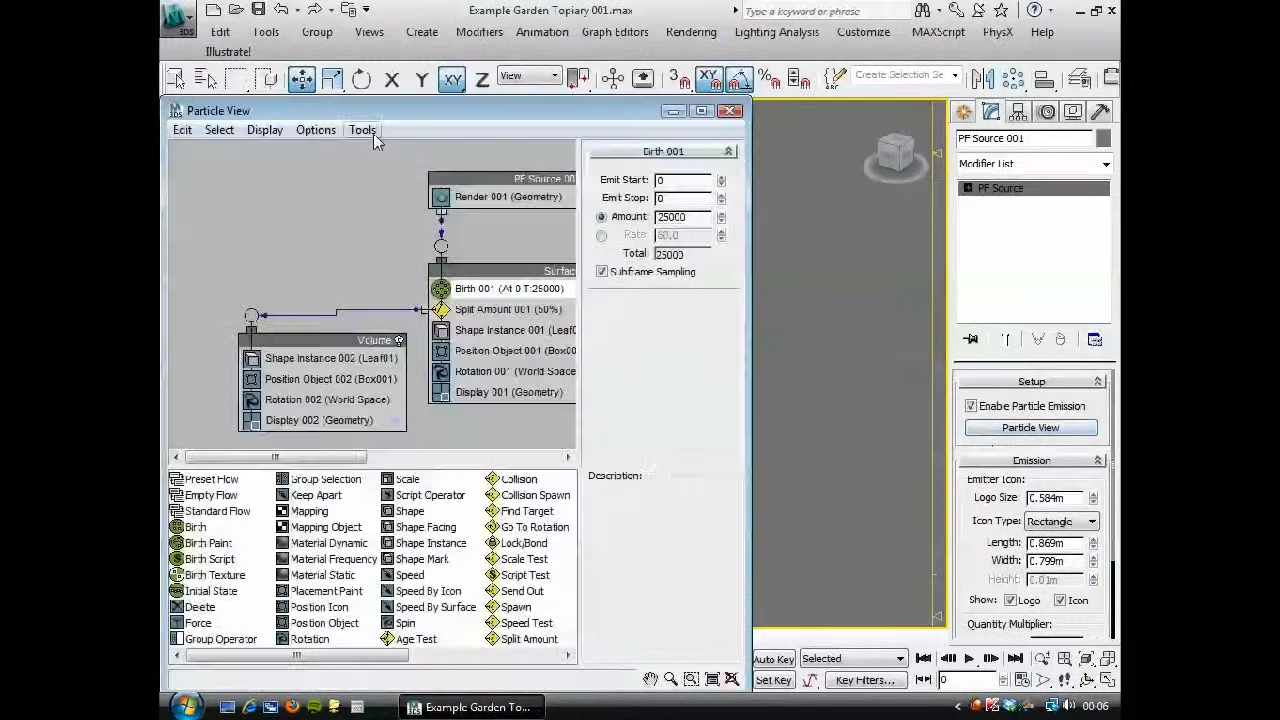 Example Garden Topiary 001.max
Type a keyword or phrase
Edit Tools Group Views Create Modifiers Animation Graph Editors Rendering Lighting Analysis Customize MAXScript PhysX Help
Illustrate!
View
Create Selection Se
Particle View
Edit Select Display Options Tools
PF Source 00
Render 001 (Geometry)
Surfac
Birth 001 (At 0 T:25000)
Split Amount 001 (50%)
Shape Instance 001 (Leaf0
Position Object 001 (Box00
Rotation 001 (World Space
Display 001 (Geometry)
Volume
Shape Instance 002 (Leaf01)
Position Object 002 (Box001)
Rotation 002 (World Space)
Display 002 (Geometry)
Birth 001
Emit Start: 0
Emit Stop: 0
Amount: 25000
Rate: 60.0
Total: 25000
Subframe Sampling
Description:
Preset Flow Group Selection Scale Collision
Empty Flow Keep Apart Script Operator Collision Spawn
Standard Flow Mapping Shape Find Target
Birth Mapping Object Shape Facing Go To Rotation
Birth Paint Material Dynamic Shape Instance Lock/Bond
Birth Script Material Frequency Shape Mark Scale Test
Birth Texture Material Static Speed Script Test
Initial State Placement Paint Speed By Icon Send Out
Delete Position Icon Speed By Surface Spawn
Force Position Object Spin Speed Test
Group Operator Rotation Age Test Split Amount
PF Source 001
Modifier List
PF Source
Setup
Enable Particle Emission
Particle View
Emission
Emitter Icon:
Logo Size: 0.584m
Icon Type: Rectangle
Length: 0.869m
Width: 0.799m
Height: 0.01m
Show: Logo Icon
Quantity Multiplier:
Auto Key Selected
Set Key Key Filters... 0
Example Garden To...
00:06